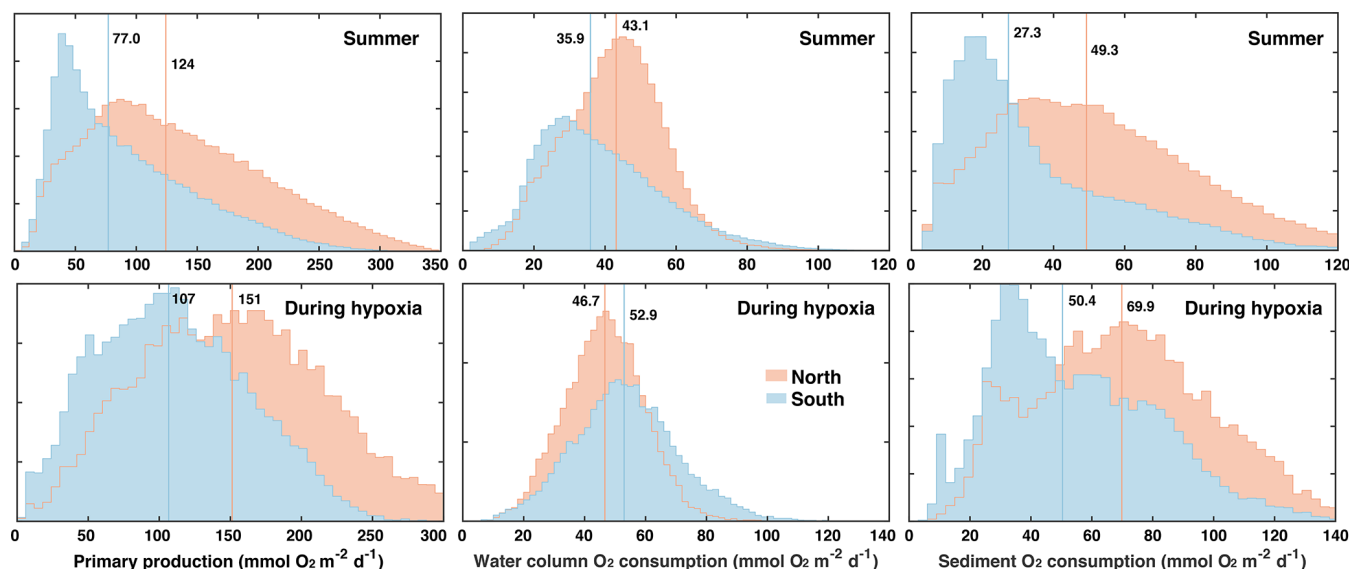 77.0
124
Summer
0 50 100 150 200 250 300 350
35.9
43.1
Summer
0 20 40 60 80 100 120
27.3
49.3
Summer
0 20 40 60 80 100 120
107
151
During hypoxia
0 50 100 150 200 250 300
Primary production (mmol O₂ m⁻² d⁻¹)
46.7
52.9
During hypoxia
North
South
0 20 40 60 80 100 120 140
Water column O₂ consumption (mmol O₂ m⁻² d⁻¹)
50.4
69.9
During hypoxia
0 20 40 60 80 100 120 140
Sediment O₂ consumption (mmol O₂ m⁻² d⁻¹)